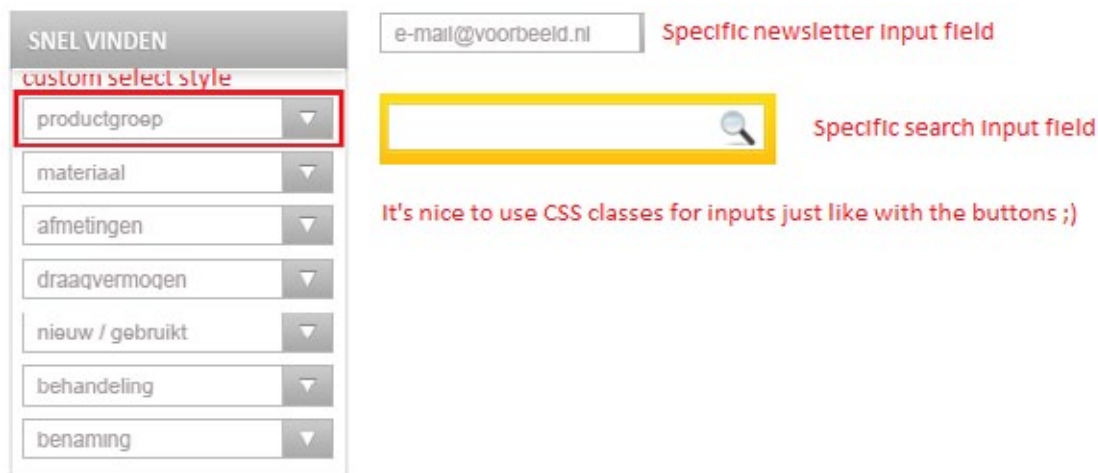 SNEL VINDEN
custom select style
productgroep
materiaal
afmetingen
draagvermogen
nieuw / gebruikt
behandeling
benaming
e-mail@voorbeeld.nl
Specific newsletter input field
Specific search input field
It's nice to use CSS classes for inputs just like with the buttons ;)